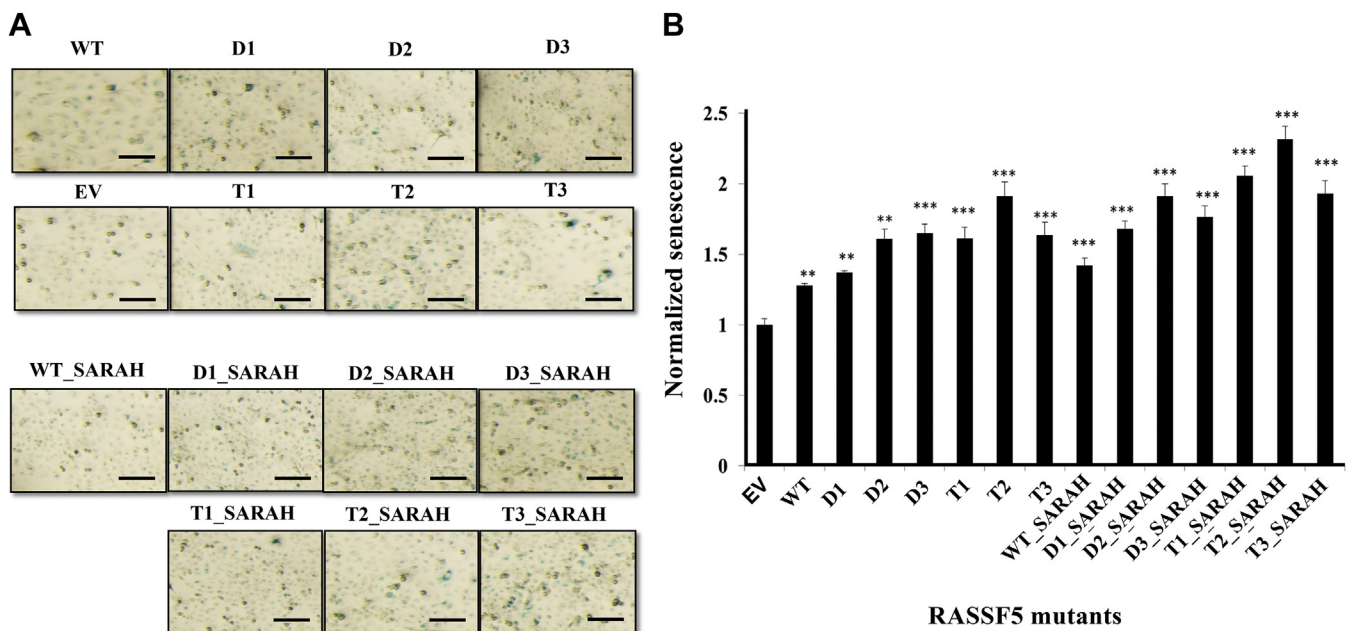 A
WT D1 D2 D3
EV T1 T2 T3
WT_SARAH D1_SARAH D2_SARAH D3_SARAH
T1_SARAH T2_SARAH T3_SARAH
B
Normalized senescence
2.5
2
1.5
1
0.5
0
** ** ** *** *** *** *** *** *** *** *** *** *** ***
EV WT D1 D2 D3 T1 T2 T3 WT_SARAH D1_SARAH D2_SARAH D3_SARAH T1_SARAH T2_SARAH T3_SARAH
RASSF5 mutants